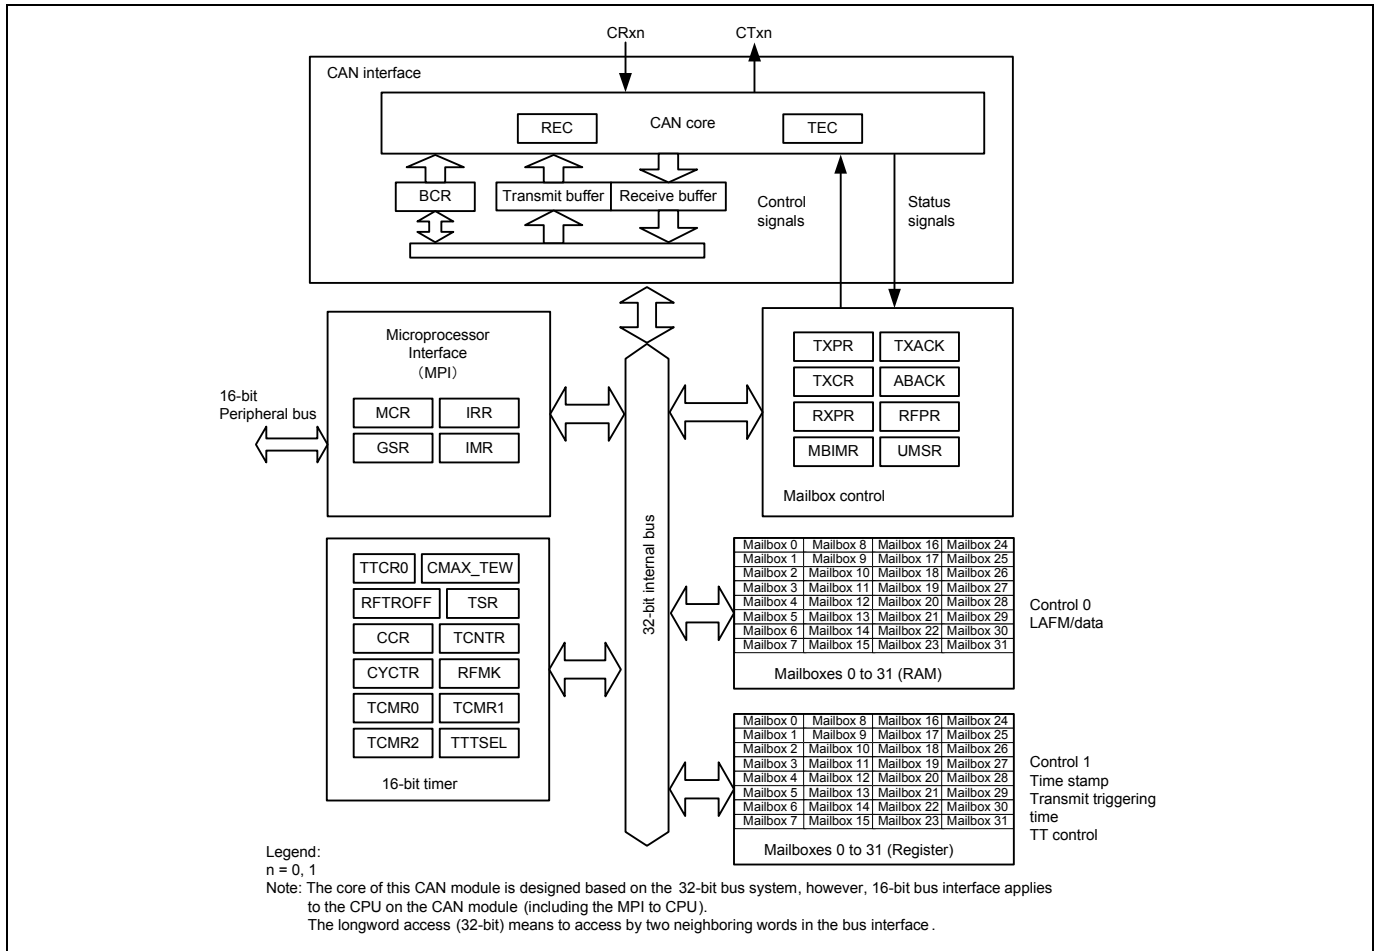 CRxn
CTxn
CAN interface
REC
CAN core
TEC
BCR
Transmit buffer
Receive buffer
Control
signals
Status
signals
Microprocessor
Interface
(MPI)
16-bit
Peripheral bus
MCR
IRR
GSR
IMR
TXPR
TXACK
TXCR
ABACK
RXPR
RFPR
MBIMR
UMSR
Mailbox control
32-bit internal bus
TTCR0
CMAX_TEW
RFTROFF
TSR
CCR
TCNTR
CYCTR
RFMK
TCMR0
TCMR1
TCMR2
TTTSEL
16-bit timer
Mailbox 0 Mailbox 8 Mailbox 16 Mailbox 24
Mailbox 1 Mailbox 9 Mailbox 17 Mailbox 25
Mailbox 2 Mailbox 10 Mailbox 18 Mailbox 26
Mailbox 3 Mailbox 11 Mailbox 19 Mailbox 27
Mailbox 4 Mailbox 12 Mailbox 20 Mailbox 28
Mailbox 5 Mailbox 13 Mailbox 21 Mailbox 29
Mailbox 6 Mailbox 14 Mailbox 22 Mailbox 30
Mailbox 7 Mailbox 15 Mailbox 23 Mailbox 31
Mailboxes 0 to 31 (RAM)
Control 0
LAFM/data
Mailbox 0 Mailbox 8 Mailbox 16 Mailbox 24
Mailbox 1 Mailbox 9 Mailbox 17 Mailbox 25
Mailbox 2 Mailbox 10 Mailbox 18 Mailbox 26
Mailbox 3 Mailbox 11 Mailbox 19 Mailbox 27
Mailbox 4 Mailbox 12 Mailbox 20 Mailbox 28
Mailbox 5 Mailbox 13 Mailbox 21 Mailbox 29
Mailbox 6 Mailbox 14 Mailbox 22 Mailbox 30
Mailbox 7 Mailbox 15 Mailbox 23 Mailbox 31
Mailboxes 0 to 31 (Register)
Control 1
Time stamp
Transmit triggering
time
TT control
Legend:
n = 0, 1
Note: The core of this CAN module is designed based on the 32-bit bus system, however, 16-bit bus interface applies
to the CPU on the CAN module (including the MPI to CPU).
The longword access (32-bit) means to access by two neighboring words in the bus interface.